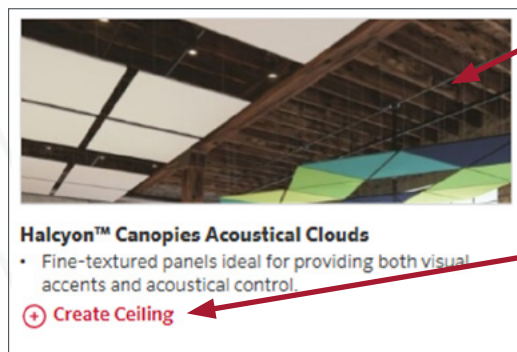 Halcyon™ Canopies Acoustical Clouds
• Fine-textured panels ideal for providing both visual
accents and acoustical control.
Create Ceiling